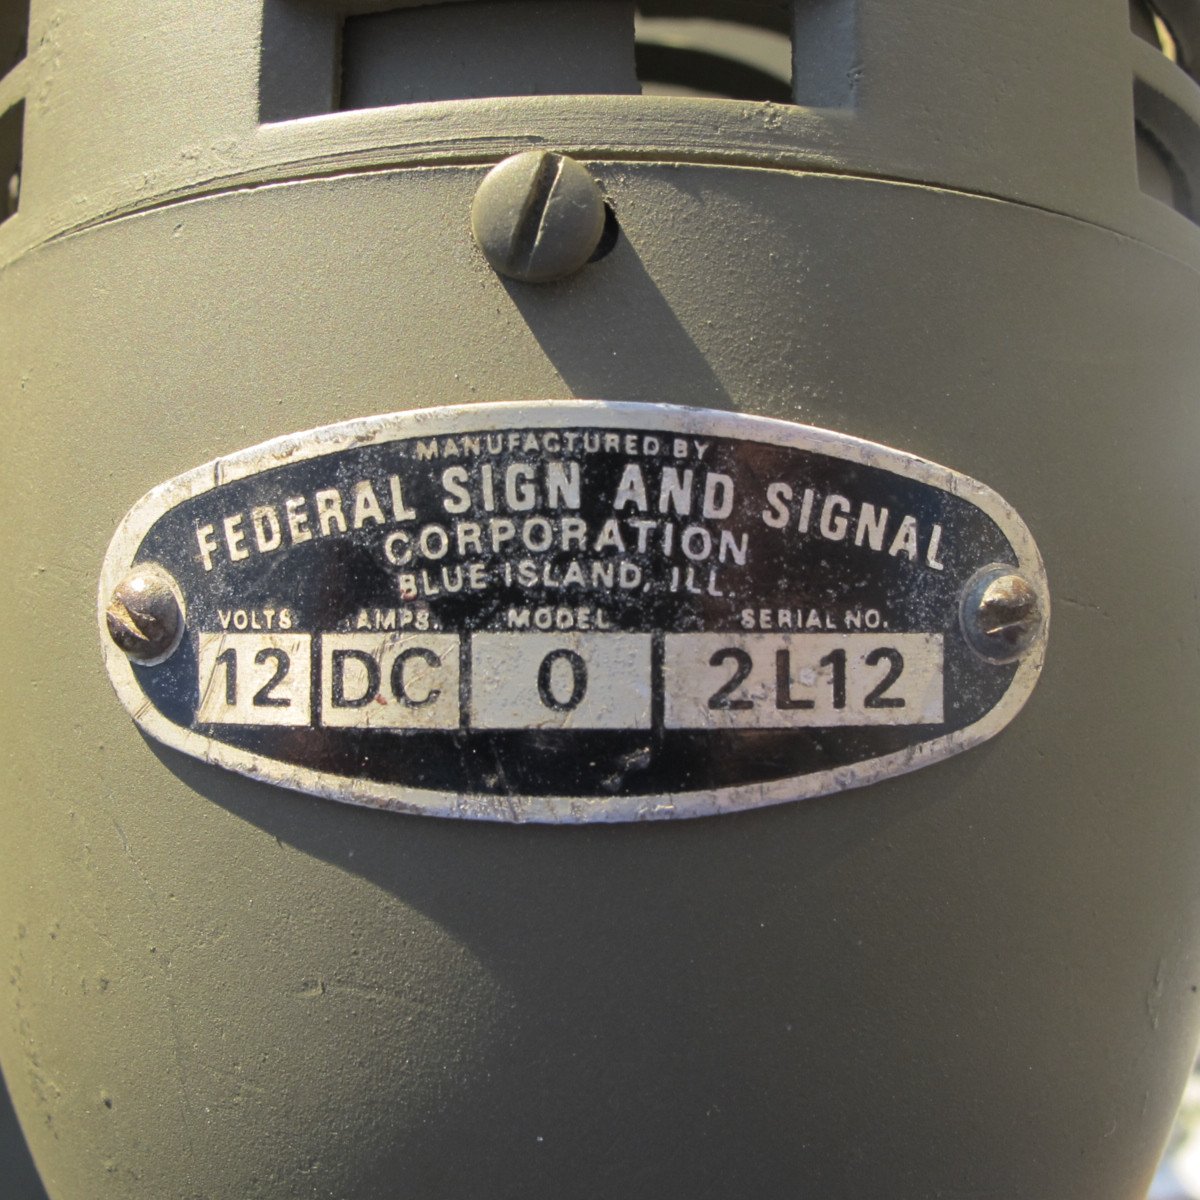 MANUFACTURED BY
FEDERAL SIGN AND SIGNAL
CORPORATION
BLUE ISLAND, ILL.
VOLTS AMPS. MODEL SERIAL NO.
12 DC 0 2L12